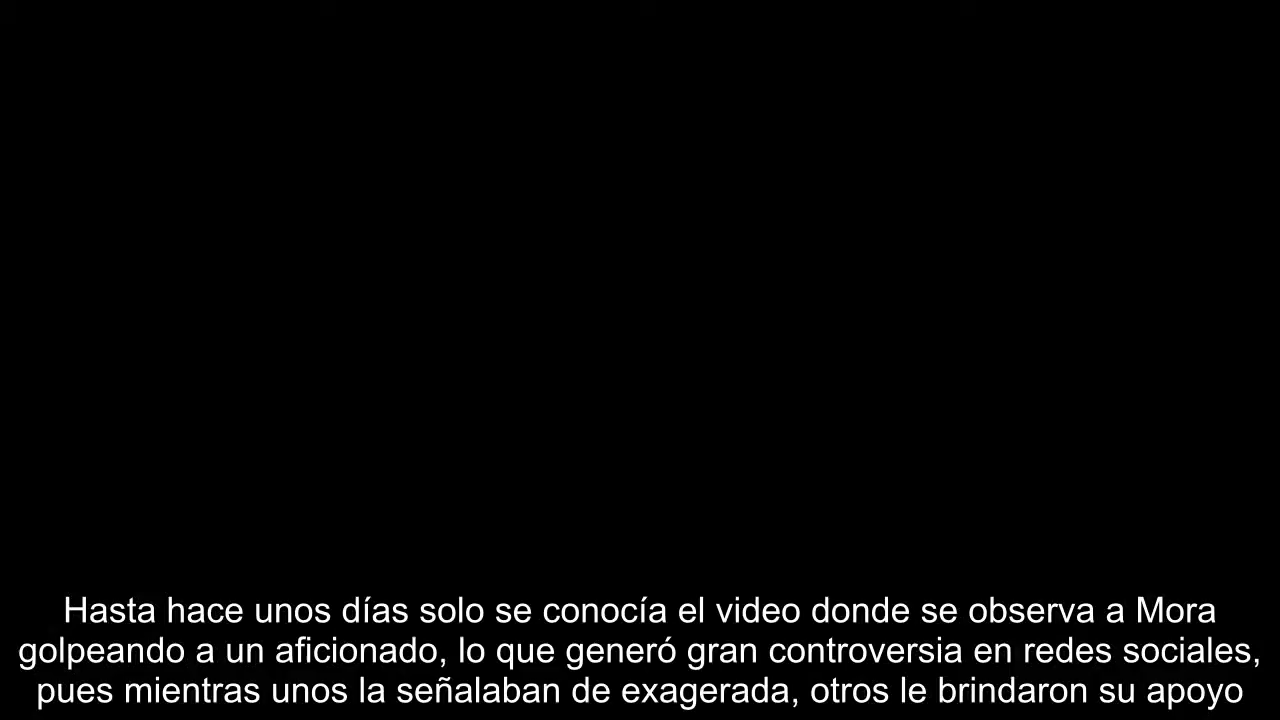 Hasta hace unos días solo se conocía el video donde se observa a Mora
golpeando a un aficionado, lo que generó gran controversia en redes sociales,
pues mientras unos la señalaban de exagerada, otros le brindaron su apoyo